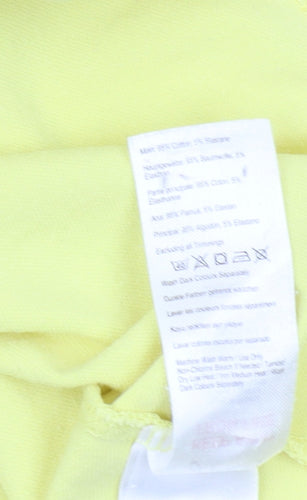 Main: 95% Cotton, 5% Elastane
95% Baumwolle, 5%
Elasthan
Partie principale: 95% Coton, 5%
Elasthanne
95% Pamuk, 5% Elastan
Principal: 95% Algodón, 5% Elastano
Excluding all Trimmings
Wash Dark Colours Separately
Dunkle Farben getrennt waschen
Laver les couleurs foncées séparément
Koyu renkleri ayrı yıkayın
Lavar colores oscuros por separado
Machine Wash Warm / Use Only
Non-Chlorine Bleach If Needed / Tumble
Dry Low Heat / Iron Medium Heat / Wash
Dark Colours Separately